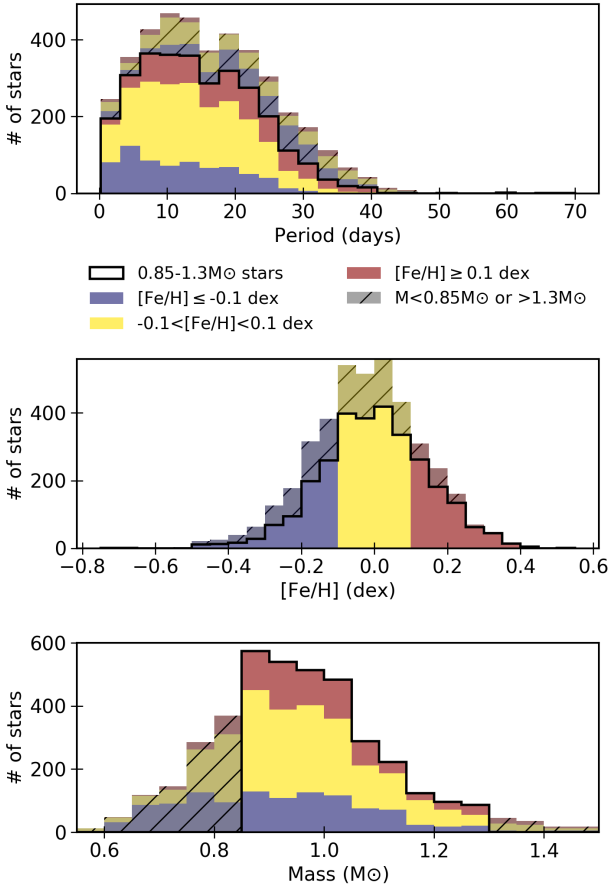 # of stars
400
200
0
0 10 20 30 40 50 60 70
Period (days)
0.85-1.3M⊙ stars
[Fe/H] ≤ -0.1 dex
-0.1<[Fe/H]<0.1 dex
[Fe/H] ≥ 0.1 dex
M<0.85M⊙ or >1.3M⊙
# of stars
400
200
0
−0.8 −0.6 −0.4 −0.2 0.0 0.2 0.4 0.6
[Fe/H] (dex)
# of stars
600
400
200
0
0.6 0.8 1.0 1.2 1.4
Mass (M⊙)